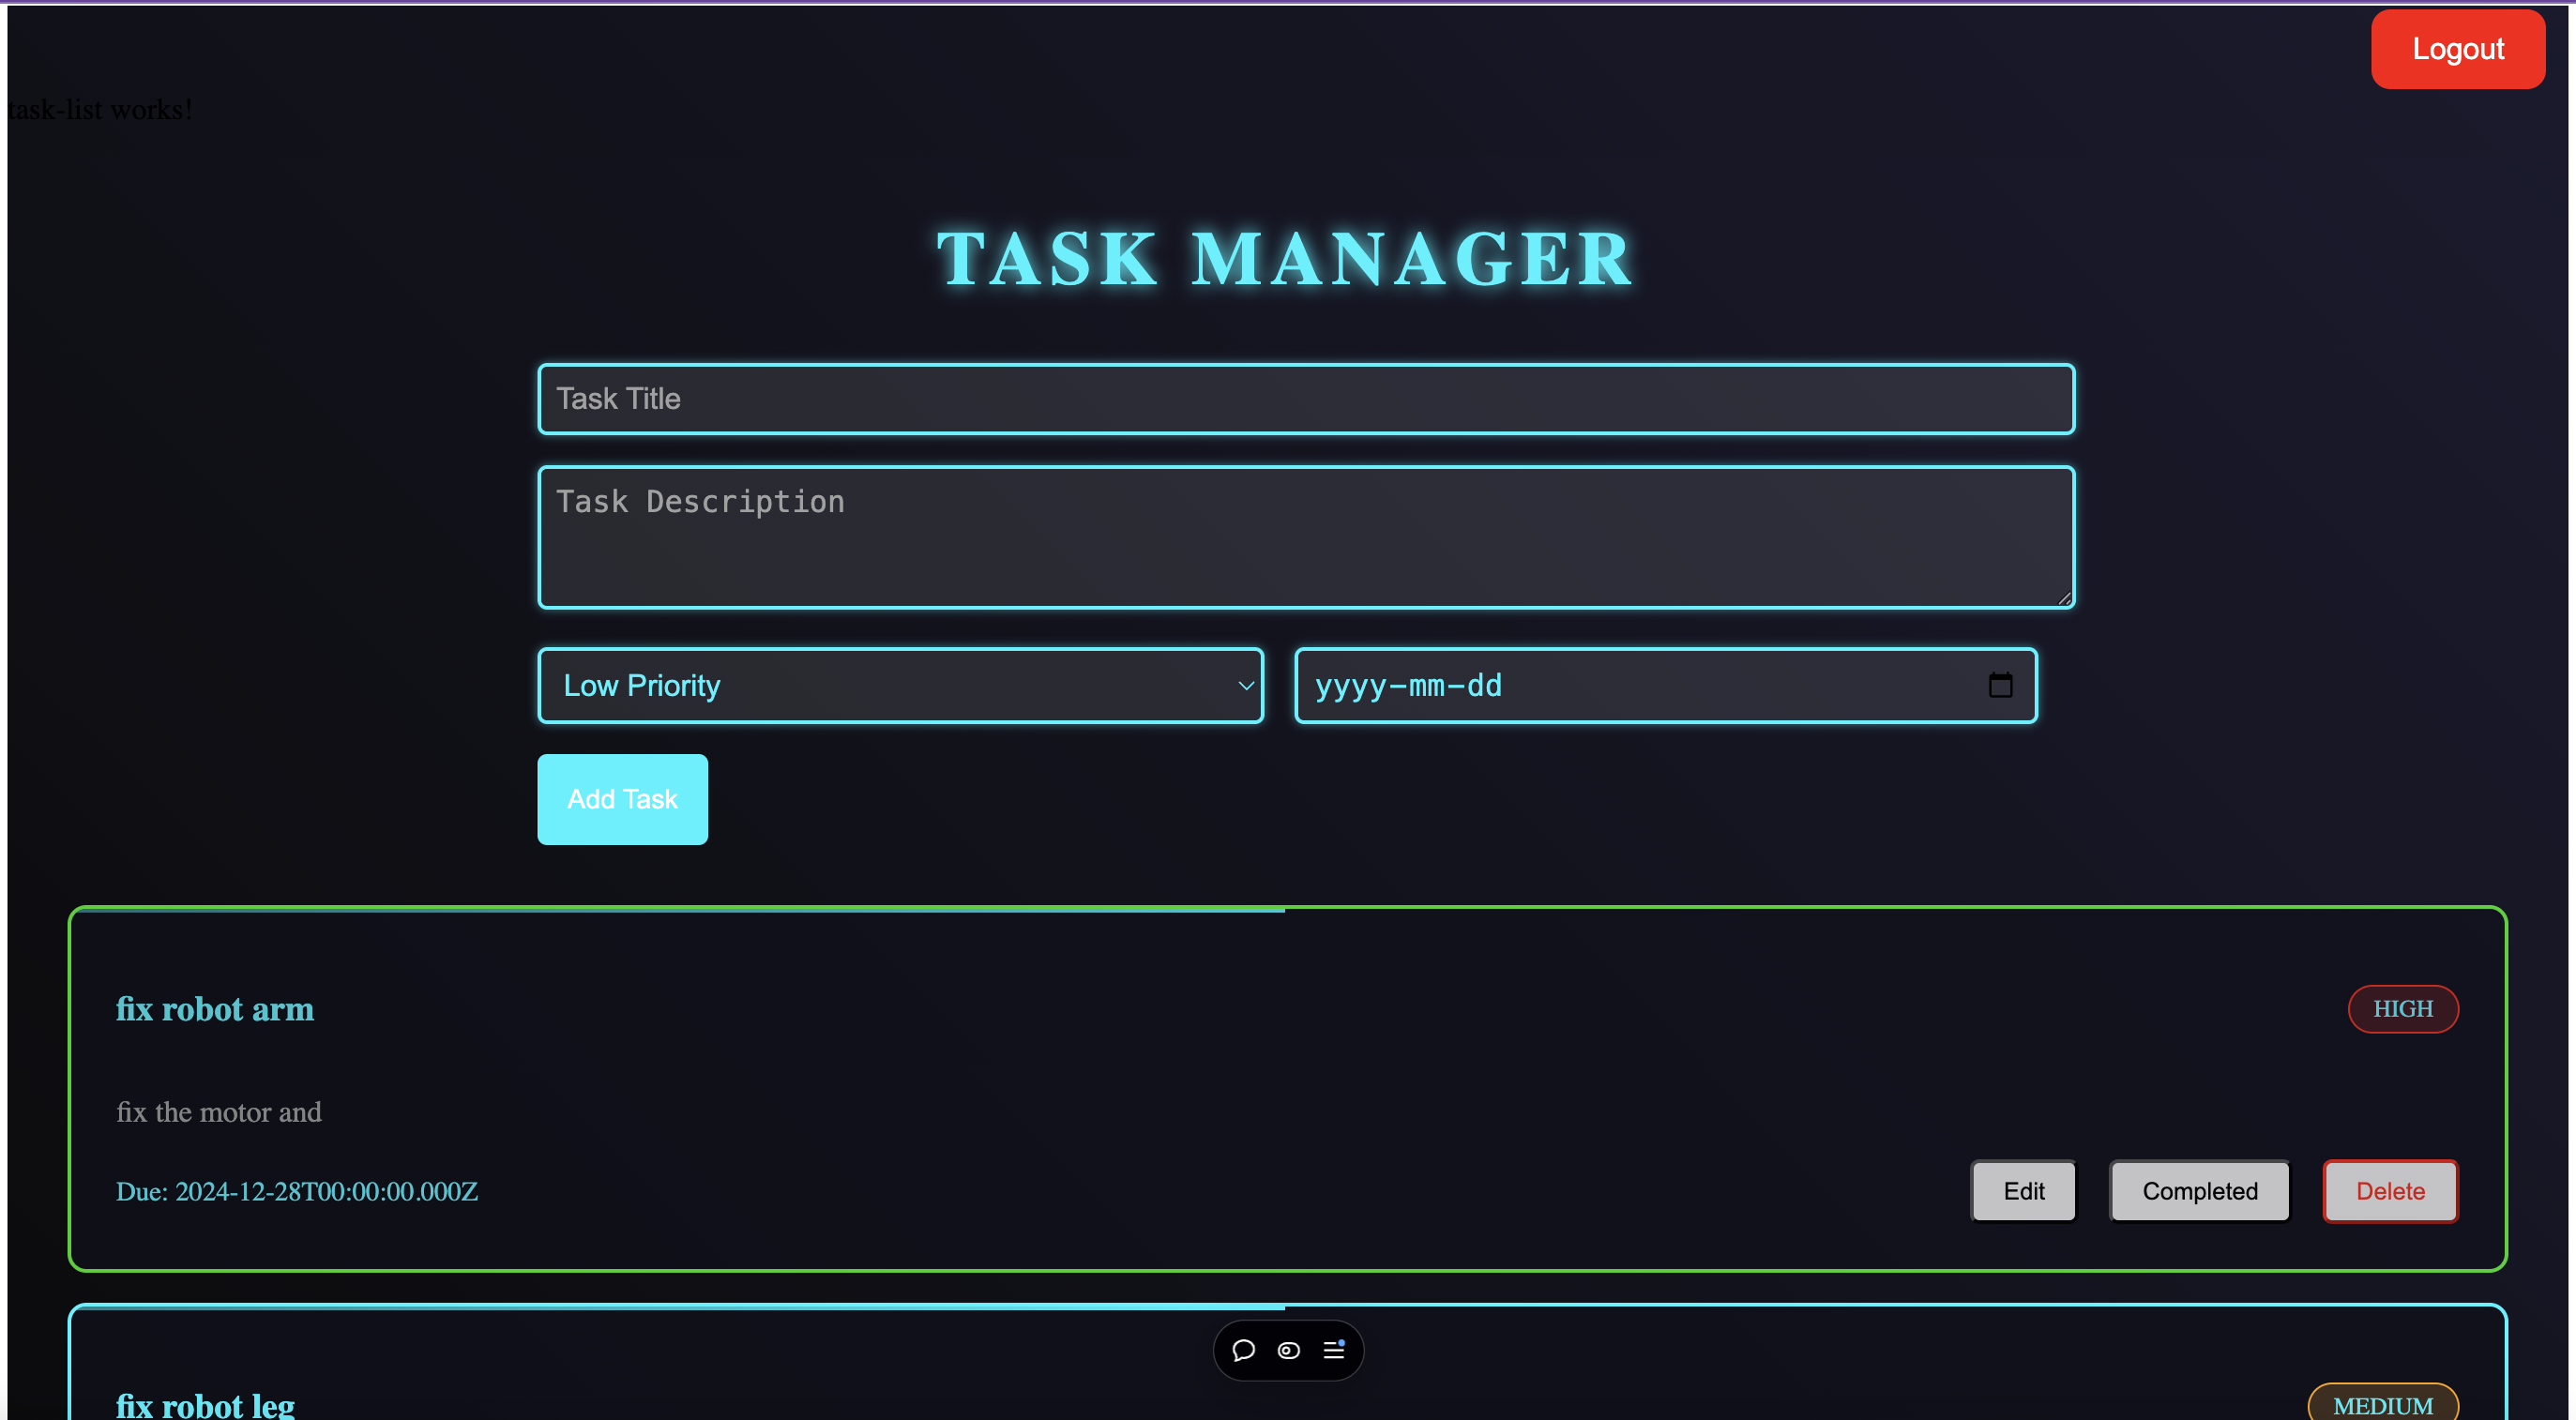 Logout
task-list works!
TASK MANAGER
Task Title
Task Description
Low Priority
yyyy-mm-dd
Add Task
fix robot arm
HIGH
fix the motor and
Due: 2024-12-28T00:00:00.000Z
Edit
Completed
Delete
fix robot leg
MEDIUM